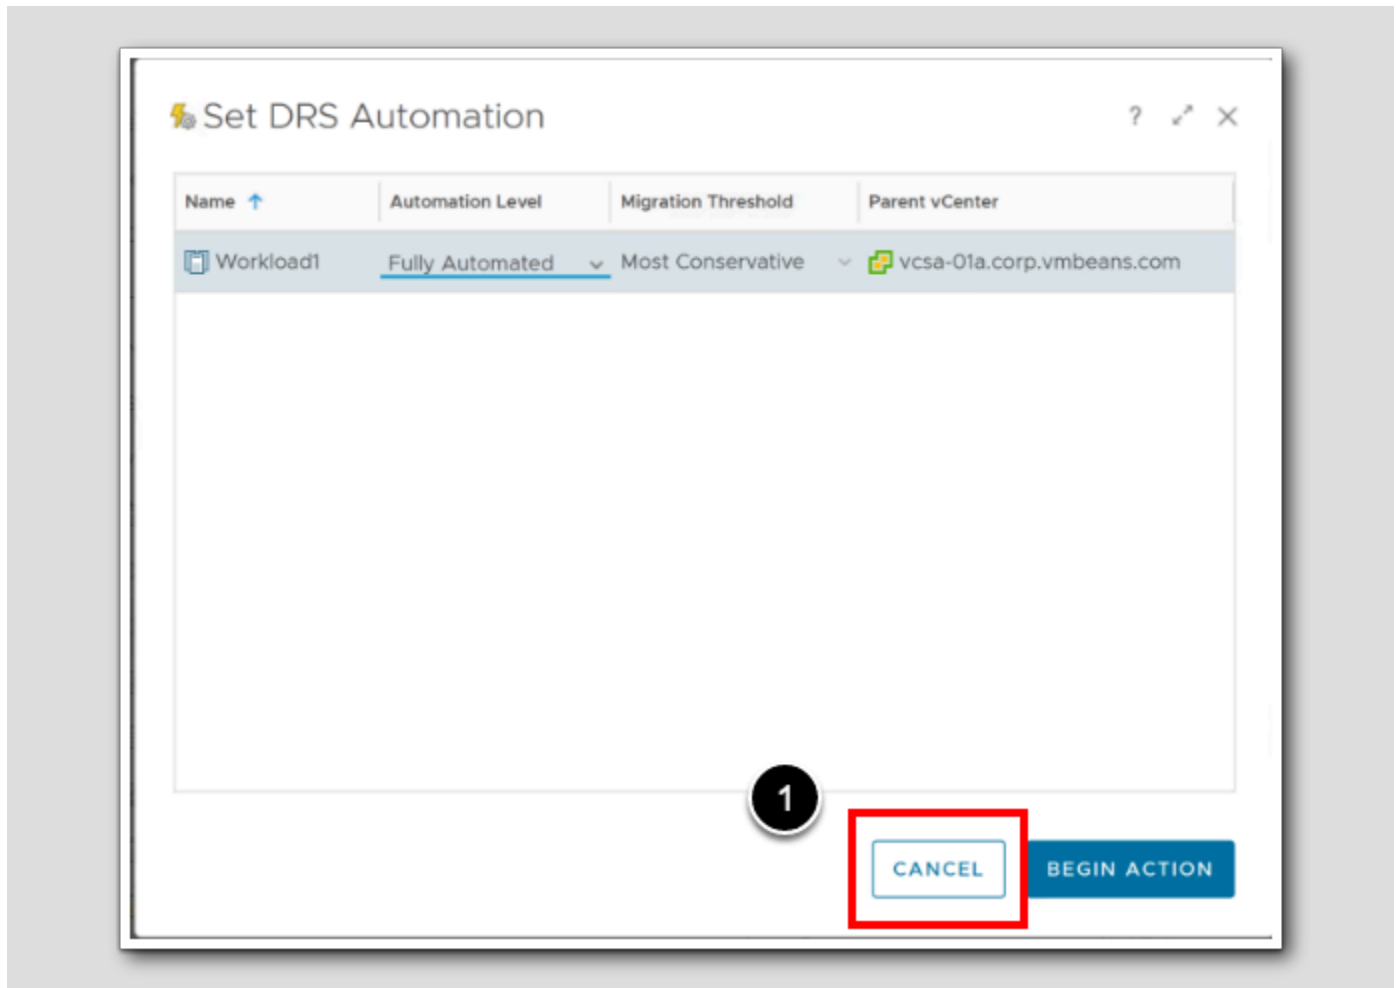 Set DRS Automation ?
Name Automation Level Migration Threshold Parent vCenter
Workload1 Fully Automated Most Conservative vcsa-01a.corp.vmbeans.com
1
CANCEL BEGIN ACTION